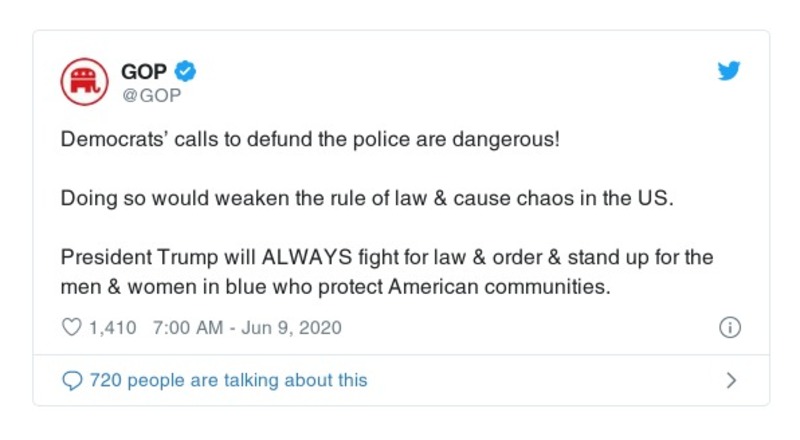 GOP
@GOP
Democrats’ calls to defund the police are dangerous!
Doing so would weaken the rule of law & cause chaos in the US.
President Trump will ALWAYS fight for law & order & stand up for the
men & women in blue who protect American communities.
1,410 7:00 AM - Jun 9, 2020
720 people are talking about this